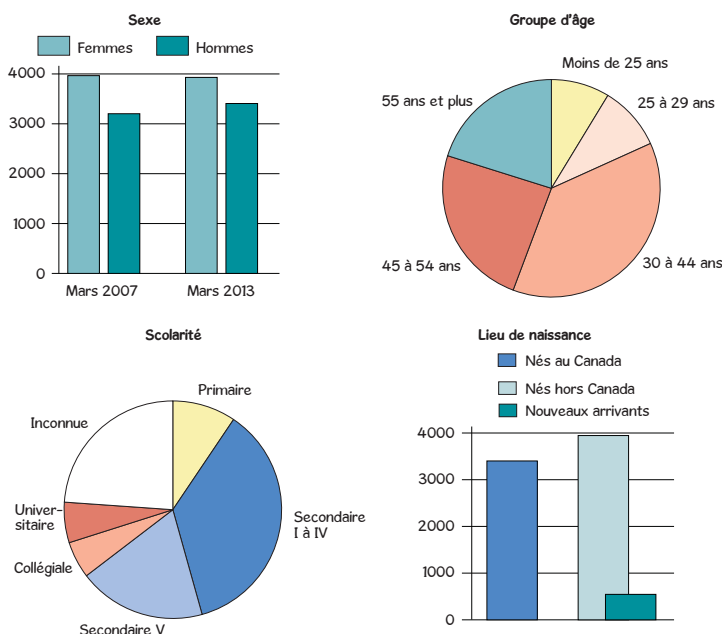 Sexe
Femmes Hommes
4000
3000
2000
1000
0
Mars 2007 Mars 2013
Groupe d'âge
Moins de 25 ans
55 ans et plus
25 à 29 ans
45 à 54 ans
30 à 44 ans
Scolarité
Primaire
Inconnue
Univer-
sitaire
Secondaire
I à IV
Collégiale
Secondaire V
Lieu de naissance
Nés au Canada
Nés hors Canada
Nouveaux arrivants
4000
3000
2000
1000
0